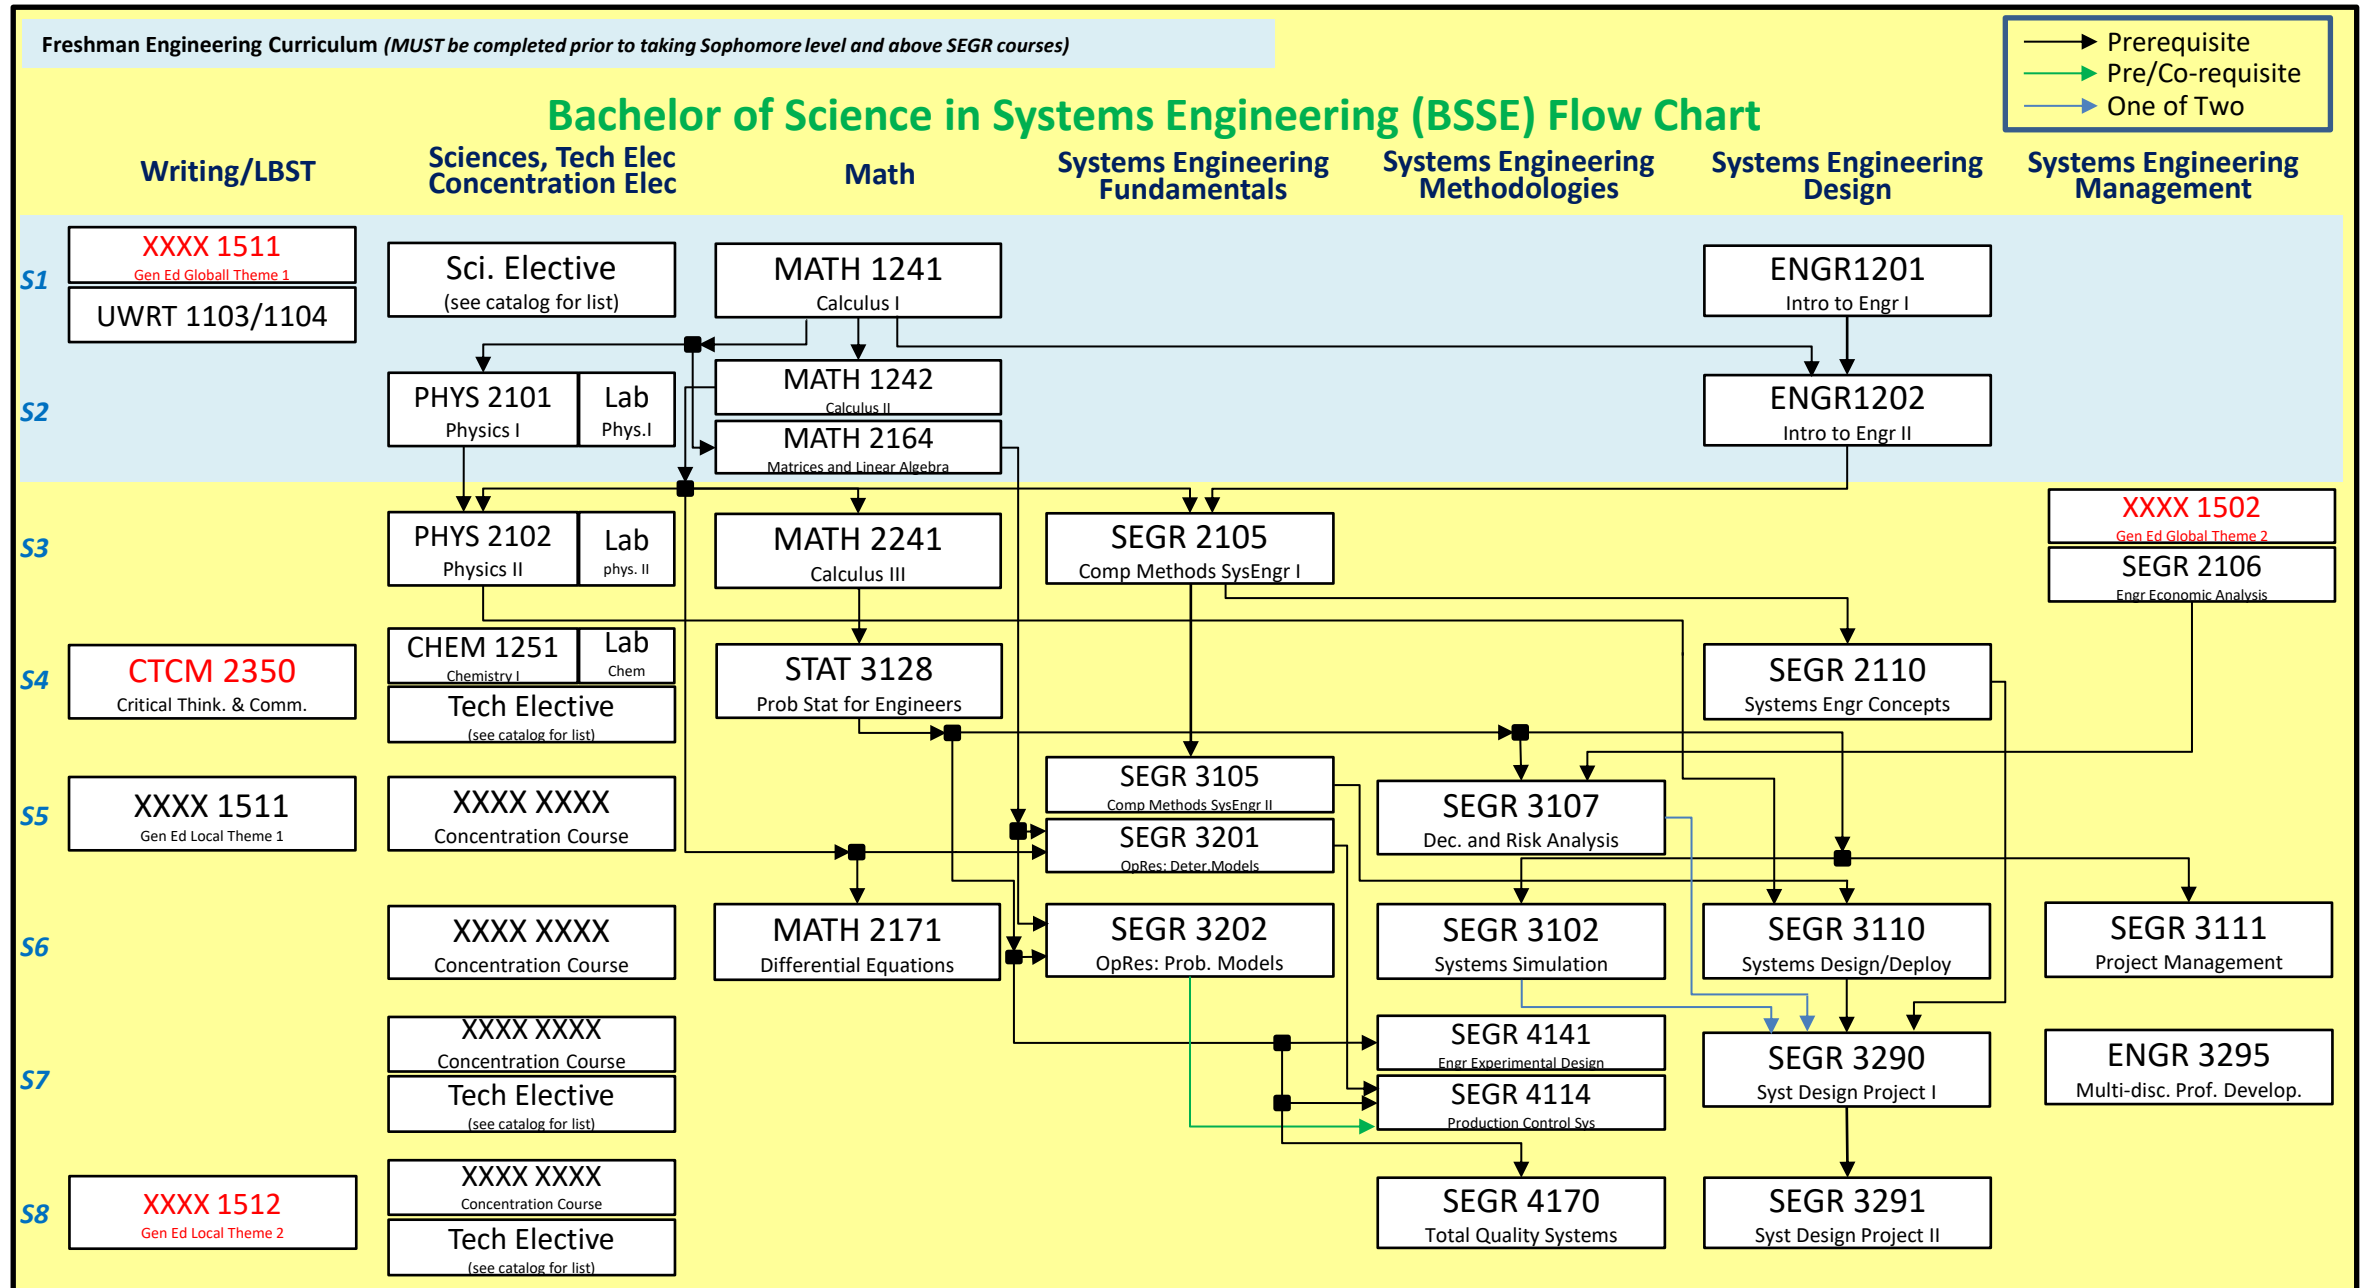 Freshman Engineering Curriculum (MUST be completed prior to taking Sophomore level and above SEGR courses)
Prerequisite
Pre/Co-requisite
One of Two
Bachelor of Science in Systems Engineering (BSSE) Flow Chart
Writing/LBST
Sciences, Tech Elec
Concentration Elec
Math
Systems Engineering
Fundamentals
Systems Engineering
Methodologies
Systems Engineering
Design
Systems Engineering
Management
S1
XXXX 1511
Gen Ed Globall Theme 1
UWRT 1103/1104
Sci. Elective
(see catalog for list)
MATH 1241
Calculus I
ENGR1201
Intro to Engr I
S2
PHYS 2101
Physics I
Lab
Phys.I
MATH 1242
Calculus II
MATH 2164
Matrices and Linear Algebra
ENGR1202
Intro to Engr II
S3
PHYS 2102
Physics II
Lab
phys. II
MATH 2241
Calculus III
SEGR 2105
Comp Methods SysEngr I
XXXX 1502
Gen Ed Global Theme 2
SEGR 2106
Engr Economic Analysis
S4
CTCM 2350
Critical Think. & Comm.
CHEM 1251
Chemistry I
Lab
Chem
Tech Elective
(see catalog for list)
STAT 3128
Prob Stat for Engineers
SEGR 2110
Systems Engr Concepts
S5
XXXX 1511
Gen Ed Local Theme 1
XXXX XXXX
Concentration Course
SEGR 3105
Comp Methods SysEngr II
SEGR 3201
OpRes: Deter.Models
SEGR 3107
Dec. and Risk Analysis
S6
XXXX XXXX
Concentration Course
MATH 2171
Differential Equations
SEGR 3202
OpRes: Prob. Models
SEGR 3102
Systems Simulation
SEGR 3110
Systems Design/Deploy
SEGR 3111
Project Management
S7
XXXX XXXX
Concentration Course
Tech Elective
(see catalog for list)
SEGR 4141
Engr Experimental Design
SEGR 4114
Production Control Sys
SEGR 3290
Syst Design Project I
ENGR 3295
Multi-disc. Prof. Develop.
S8
XXXX 1512
Gen Ed Local Theme 2
XXXX XXXX
Concentration Course
Tech Elective
(see catalog for list)
SEGR 4170
Total Quality Systems
SEGR 3291
Syst Design Project II